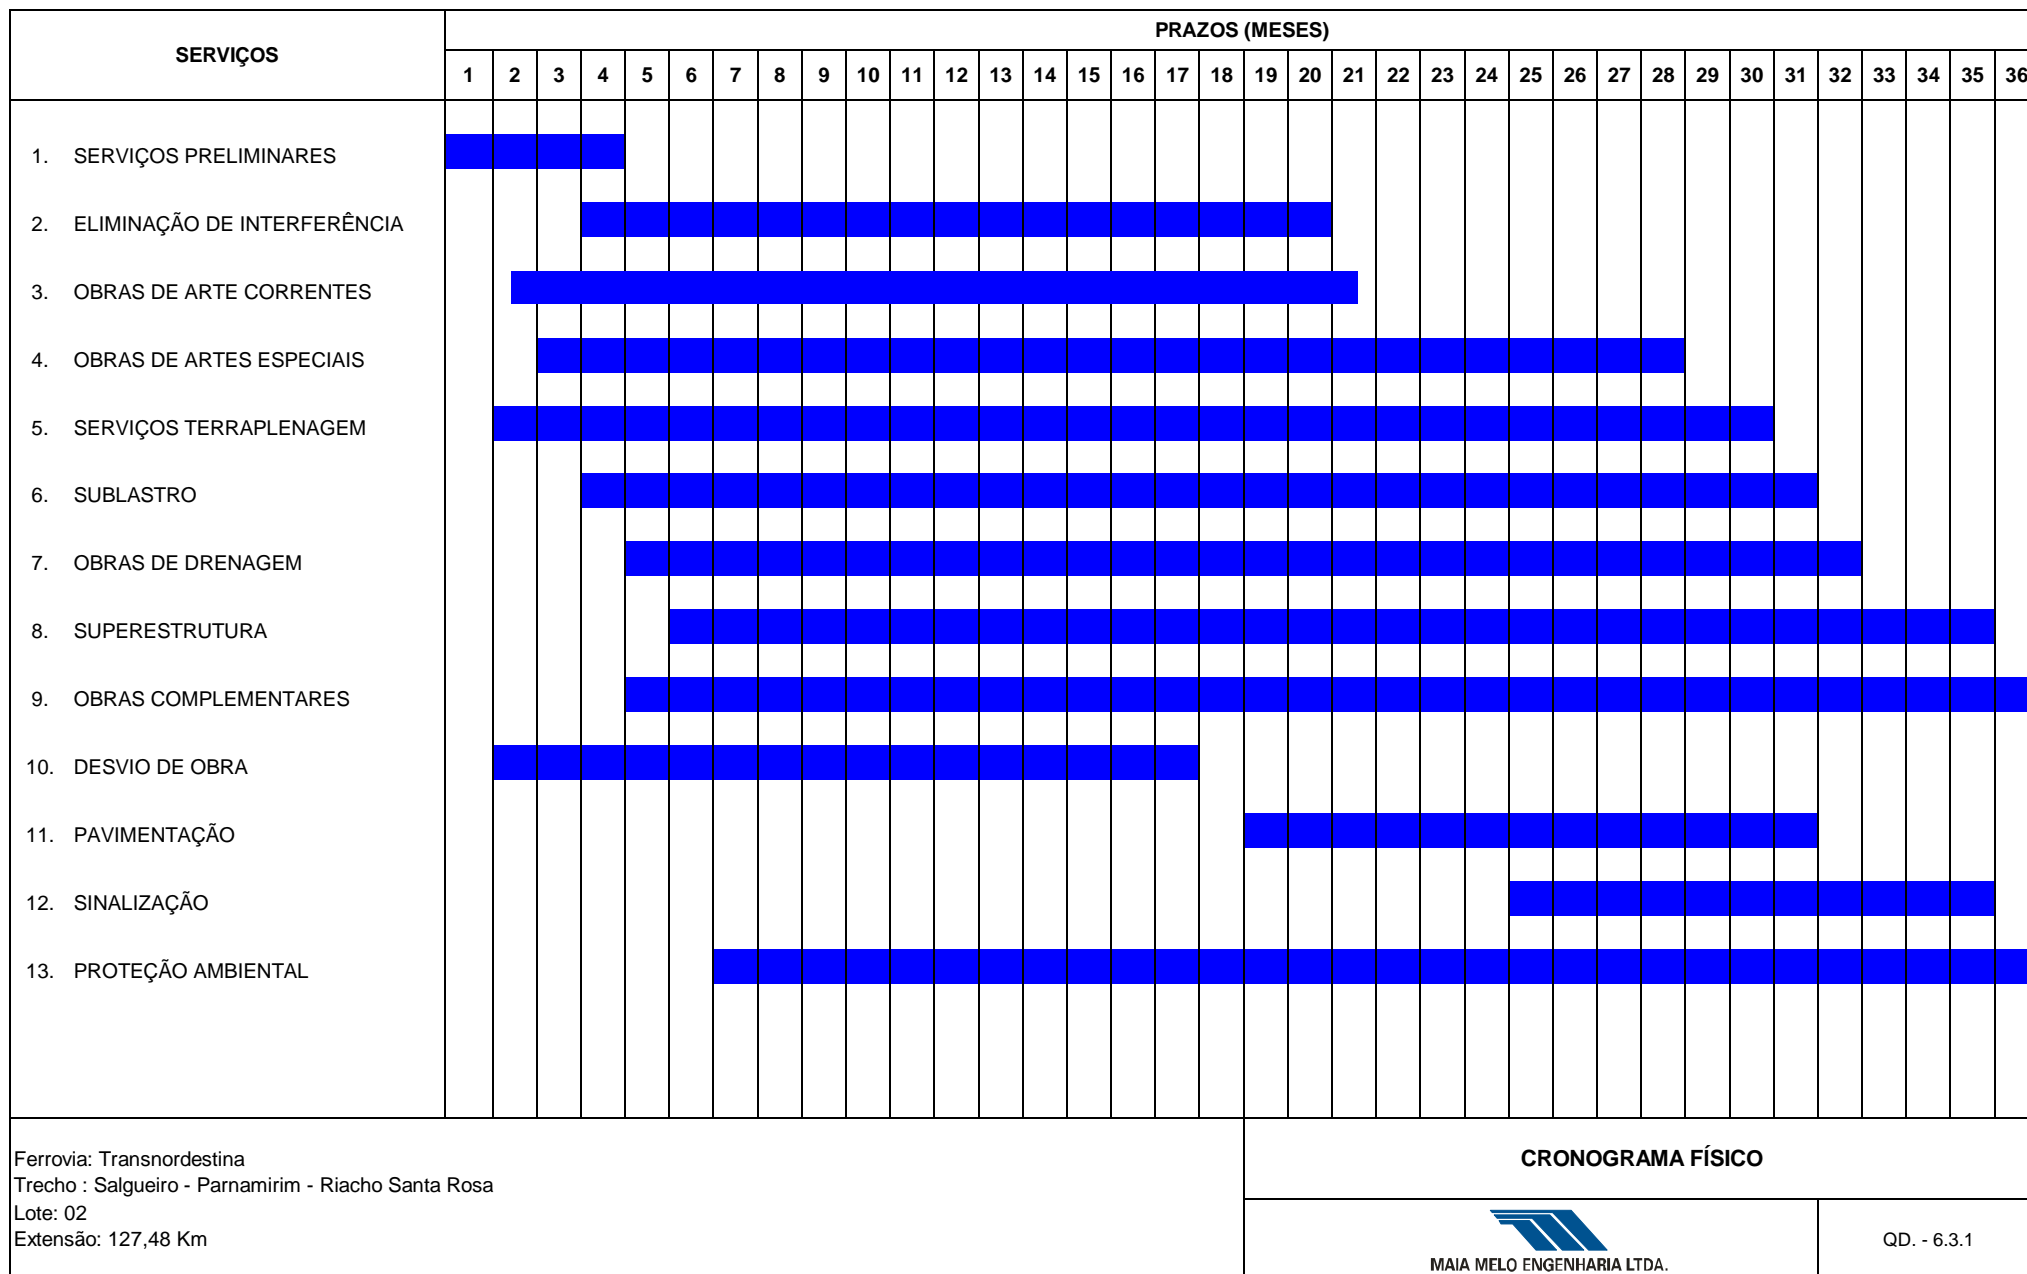 SERVIÇOS
PRAZOS (MESES)
1 2 3 4 5 6 7 8 9 10 11 12 13 14 15 16 17 18 19 20 21 22 23 24 25 26 27 28 29 30 31 32 33 34 35 36
1. SERVIÇOS PRELIMINARES
2. ELIMINAÇÃO DE INTERFERÊNCIA
3. OBRAS DE ARTE CORRENTES
4. OBRAS DE ARTES ESPECIAIS
5. SERVIÇOS TERRAPLENAGEM
6. SUBLASTRO
7. OBRAS DE DRENAGEM
8. SUPERESTRUTURA
9. OBRAS COMPLEMENTARES
10. DESVIO DE OBRA
11. PAVIMENTAÇÃO
12. SINALIZAÇÃO
13. PROTEÇÃO AMBIENTAL
Ferrovia: Transnordestina
Trecho : Salgueiro - Parnamirim - Riacho Santa Rosa
Lote: 02
Extensão: 127,48 Km
CRONOGRAMA FÍSICO
MAIA MELO ENGENHARIA LTDA.
QD. - 6.3.1